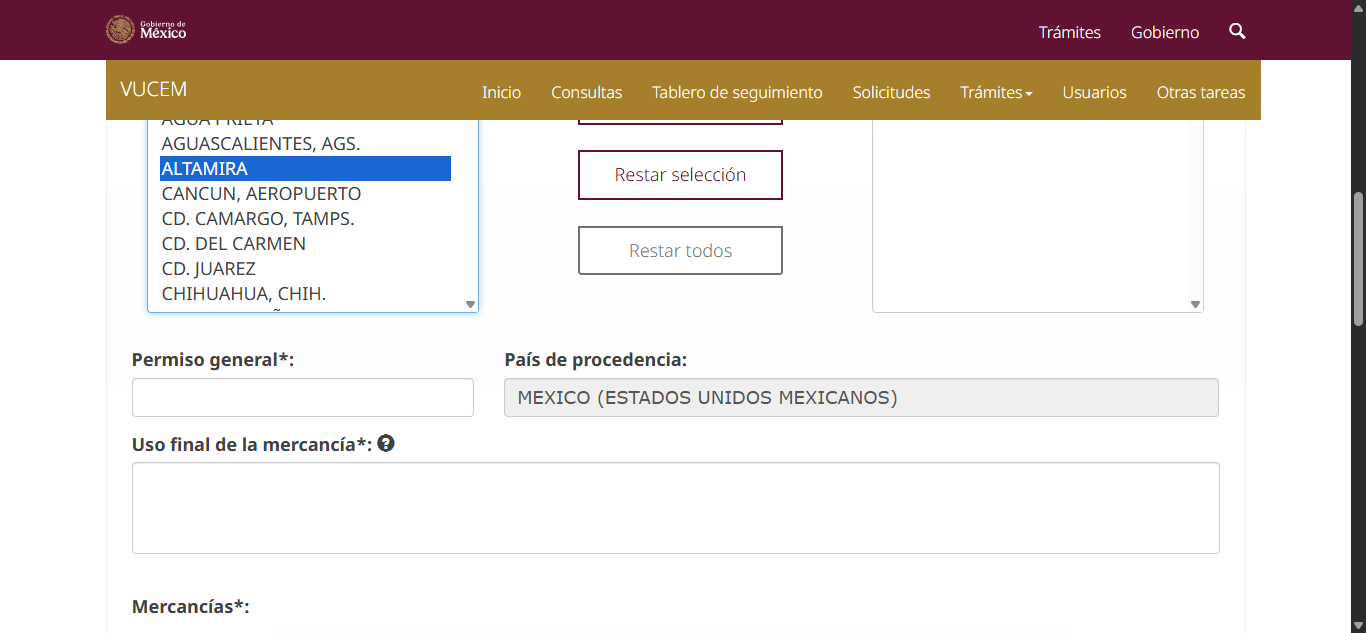 Gobierno de
México
Trámites
Gobierno
VUCEM
Inicio
Consultas
Tablero de seguimiento
Solicitudes
Trámites
Usuarios
Otras tareas
AGUA PRIETA
AGUASCALIENTES, AGS.
ALTAMIRA
CANCUN, AEROPUERTO
CD. CAMARGO, TAMPS.
CD. DEL CARMEN
CD. JUAREZ
CHIHUAHUA, CHIH.
Restar selección
Restar todos
Permiso general*:
País de procedencia:
MEXICO (ESTADOS UNIDOS MEXICANOS)
Uso final de la mercancía*:
Mercancías*: